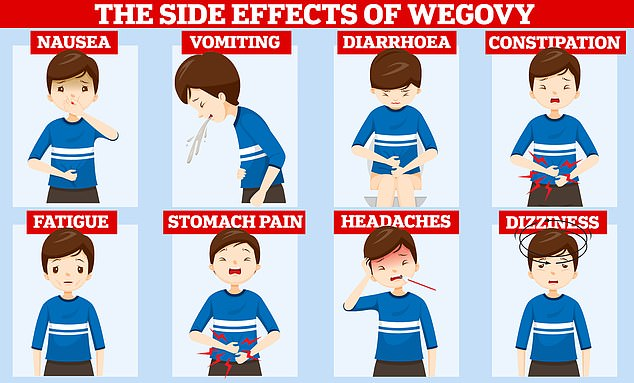 THE SIDE EFFECTS OF WEGOVY
NAUSEA
VOMITING
DIARRHOEA
CONSTIPATION
FATIGUE
STOMACH PAIN
HEADACHES
DIZZINESS